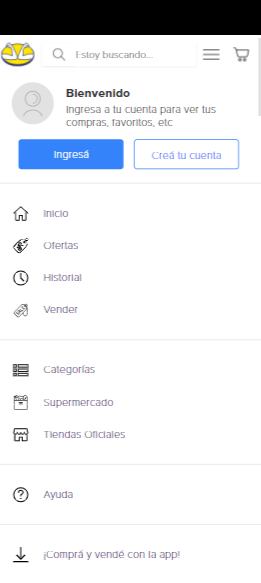 Estoy buscando...
Bienvenido
Ingresa a tu cuenta para ver tus
compras, favoritos, etc
Ingresá
Creá tu cuenta
Inicio
Ofertas
Historial
Vender
Categorías
Supermercado
Tiendas Oficiales
Ayuda
¡Comprá y vendé con la app!